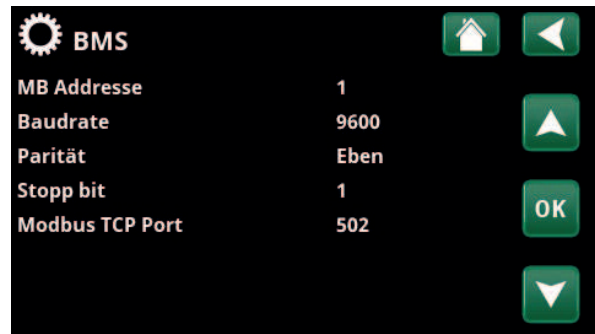 BMS
MB Addresse 1
Baudrate 9600
Parität Eben
Stopp bit 1
OK
Modbus TCP Port 502